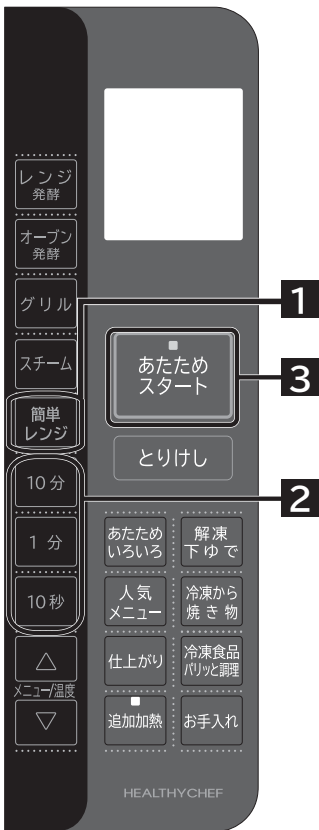 レンジ
発酵
オーブン
発酵
グリル
スチーム
簡単
レンジ
10分
1分
10秒
△
メニュー/温度
▽
1
2
3
あたため
スタート
とりけし
あたため
いろいろ
解凍
下ゆで
人気
メニュー
冷凍から
焼き物
仕上がり
冷凍食品
パリッと調理
追加加熱
お手入れ
HEALTHYCHEF